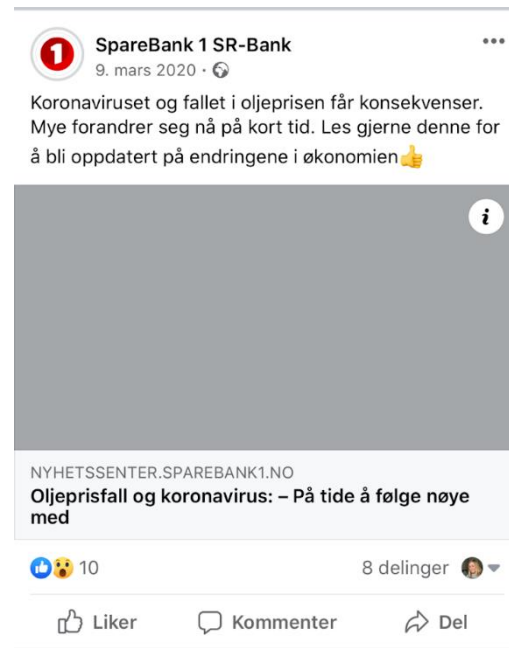 1
SpareBank 1 SR-Bank
9. mars 2020 ·
Koronaviruset og fallet i oljeprisen får konsekvenser.
Mye forandrer seg nå på kort tid. Les gjerne denne for
å bli oppdatert på endringene i økonomien👍
i
NYHETSSENTER.SPAREBANK1.NO
Oljeprisfall og koronavirus: – På tide å følge nøye
med
10
8 delinger
Liker
Kommenter
Del